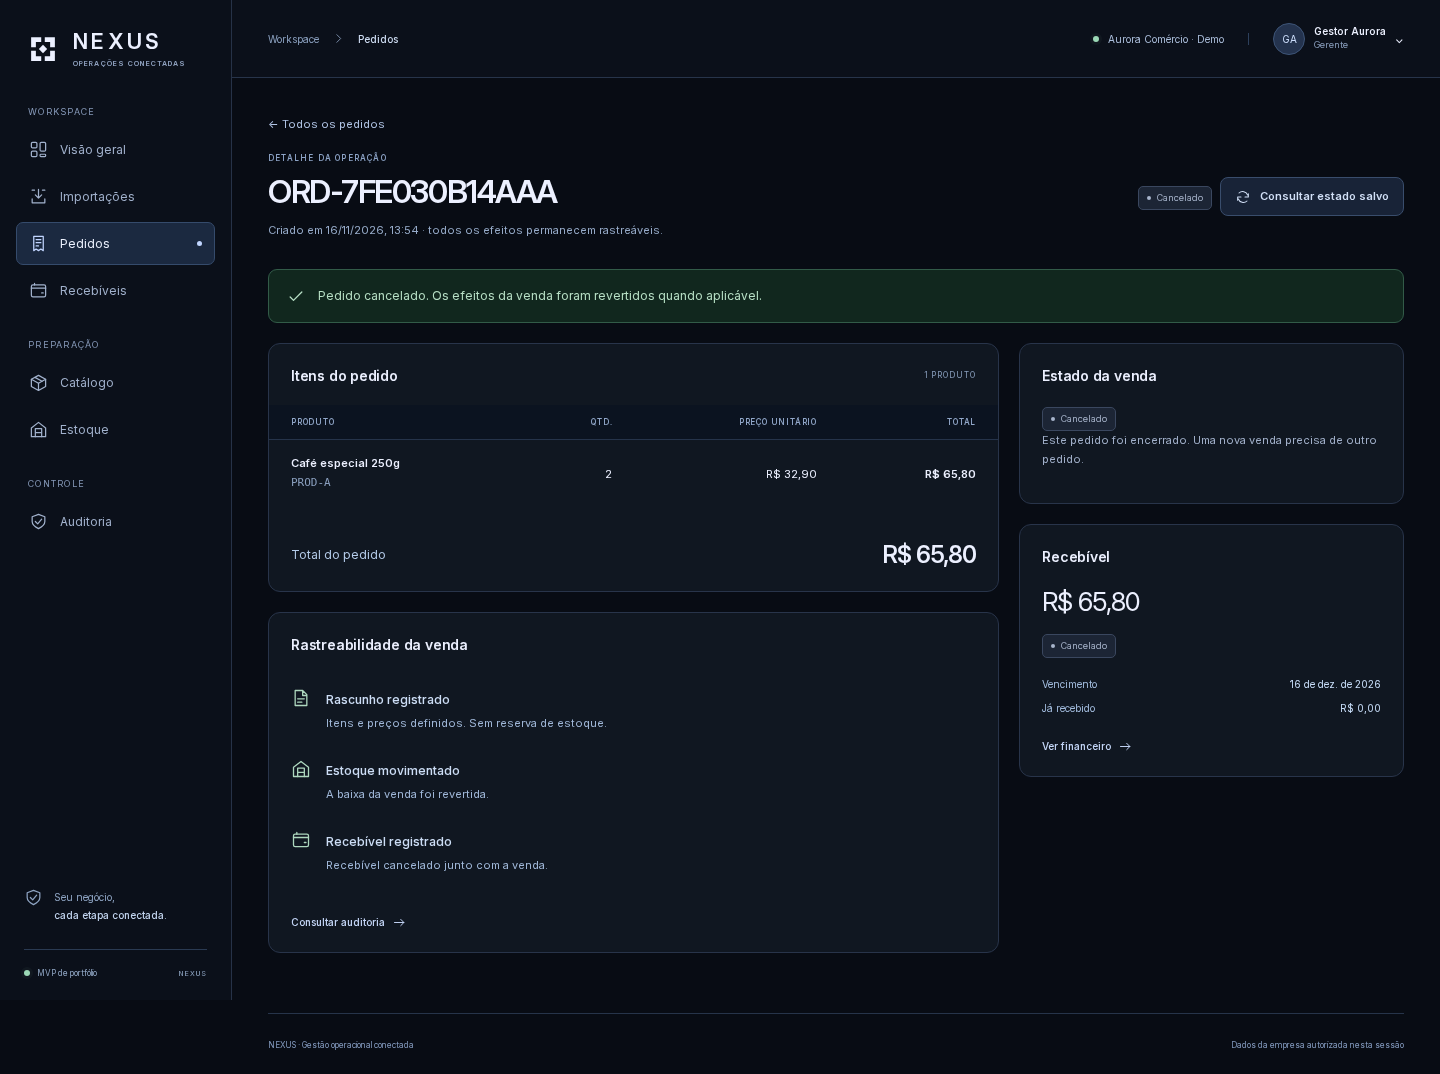 NEXUS
OPERAÇÕES CONECTADAS
WORKSPACE
Visão geral
Importações
Pedidos
Recebíveis
PREPARAÇÃO
Catálogo
Estoque
CONTROLE
Auditoria
Seu negócio,
cada etapa conectada.
MVP de portfólio
NEXUS
Workspace
Pedidos
Aurora Comércio · Demo
GA
Gestor Aurora
Gerente
← Todos os pedidos
DETALHE DA OPERAÇÃO
ORD-7FE030B14AAA
Criado em 16/11/2026, 13:54 · todos os efeitos permanecem rastreáveis.
Cancelado
Consultar estado salvo
Pedido cancelado. Os efeitos da venda foram revertidos quando aplicável.
Itens do pedido
1 PRODUTO
PRODUTO QTD. PREÇO UNITÁRIO TOTAL
Café especial 250g
PROD-A
2 R$ 32,90 R$ 65,80
Total do pedido R$ 65,80
Rastreabilidade da venda
Rascunho registrado
Itens e preços definidos. Sem reserva de estoque.
Estoque movimentado
A baixa da venda foi revertida.
Recebível registrado
Recebível cancelado junto com a venda.
Consultar auditoria →
Estado da venda
Cancelado
Este pedido foi encerrado. Uma nova venda precisa de outro
pedido.
Recebível
R$ 65,80
Cancelado
Vencimento 16 de dez. de 2026
Já recebido R$ 0,00
Ver financeiro →
NEXUS · Gestão operacional conectada
Dados da empresa autorizada nesta sessão